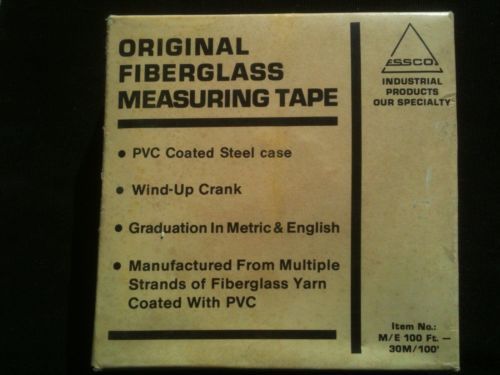 ORIGINAL
FIBERGLASS
MEASURING TAPE
• PVC Coated Steel case
• Wind-Up Crank
• Graduation In Metric & English
• Manufactured From Multiple
Strands of Fiberglass Yarn
Coated With PVC
ESSCO
INDUSTRIAL
PRODUCTS
OUR SPECIALTY
Item No.:
M/E 100 Ft. —
30M/100'